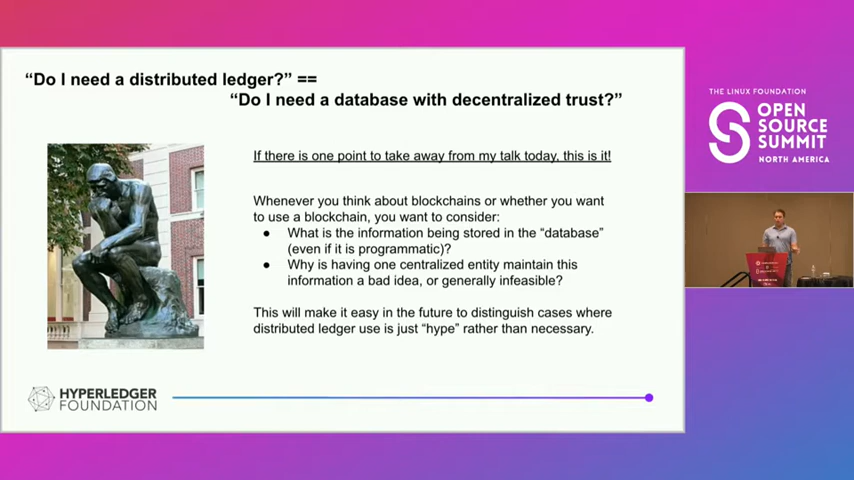 “Do I need a distributed ledger?” ==
“Do I need a database with decentralized trust?”
If there is one point to take away from my talk today, this is it!
Whenever you think about blockchains or whether you want
to use a blockchain, you want to consider:
● What is the information being stored in the “database”
(even if it is programmatic)?
● Why is having one centralized entity maintain this
information a bad idea, or generally infeasible?
This will make it easy in the future to distinguish cases where
distributed ledger use is just “hype” rather than necessary.
HYPERLEDGER
FOUNDATION
THE LINUX FOUNDATION
OPEN
SOURCE
SUMMIT
NORTH AMERICA